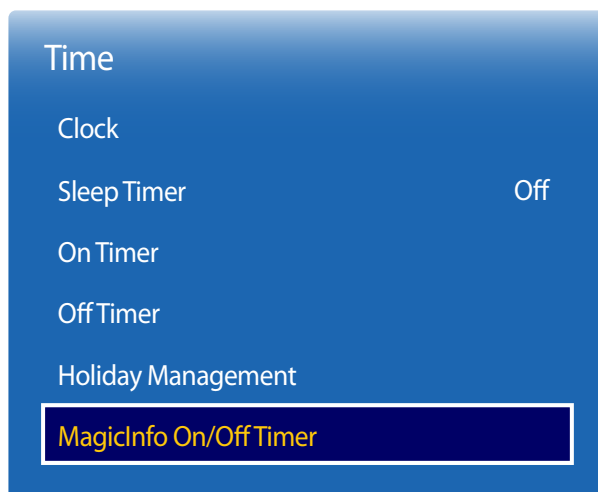 Time
Clock
Sleep Timer Off
On Timer
Off Timer
Holiday Management
MagicInfo On/Off Timer